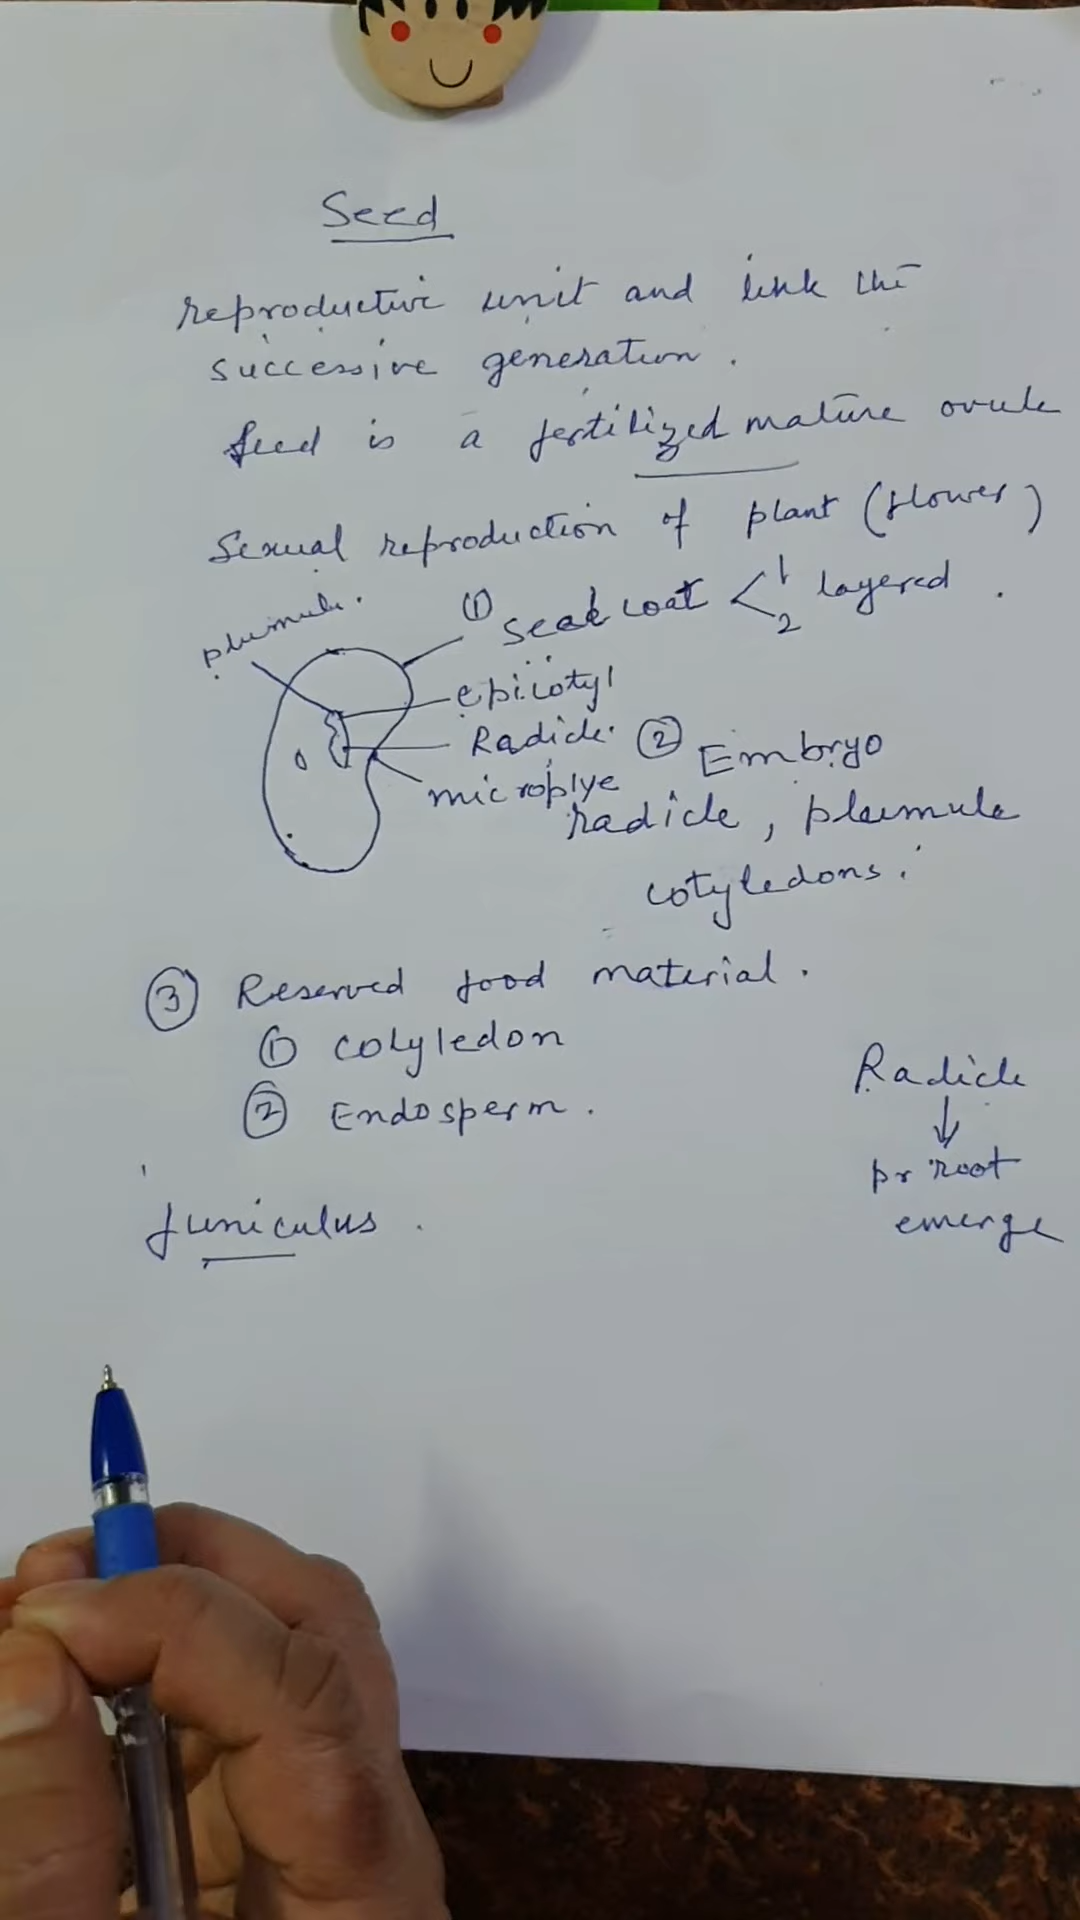 Seed
reproductive unit and link the
successive generation.
Seed is a fertilized mature ovule
Sexual reproduction of plant (flower)
plumule.
① Seed coat < 1 2 layered.
epicotyl
Radicle.
microplye
② Embryo
radicle, plumule
cotyledons.
③ Reserved food material.
① cotyledon
② Endosperm.
Radicle
↓
pr root
emerge
funiculus.